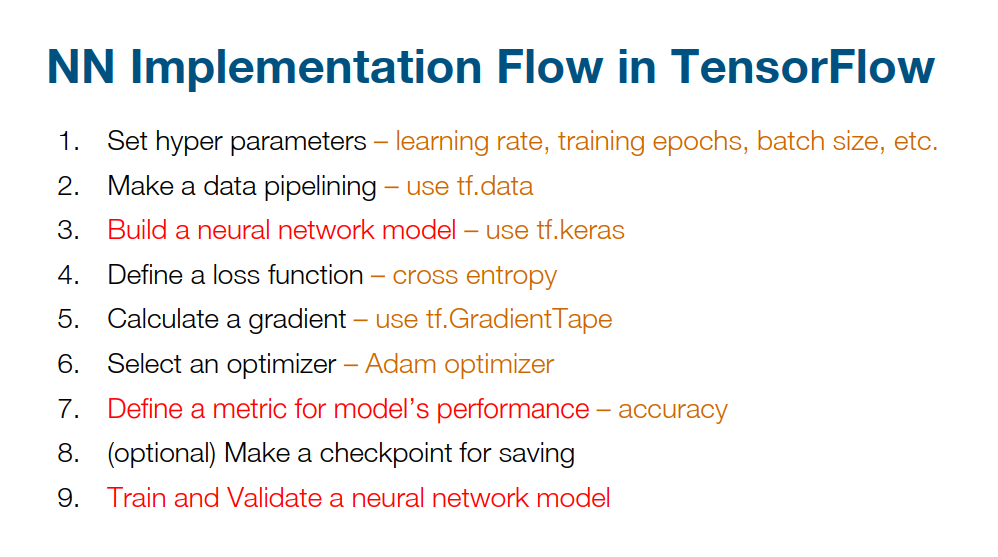 NN Implementation Flow in TensorFlow
1. Set hyper parameters – learning rate, training epochs, batch size, etc.
2. Make a data pipelining – use tf.data
3. Build a neural network model – use tf.keras
4. Define a loss function – cross entropy
5. Calculate a gradient – use tf.GradientTape
6. Select an optimizer – Adam optimizer
7. Define a metric for model’s performance – accuracy
8. (optional) Make a checkpoint for saving
9. Train and Validate a neural network model